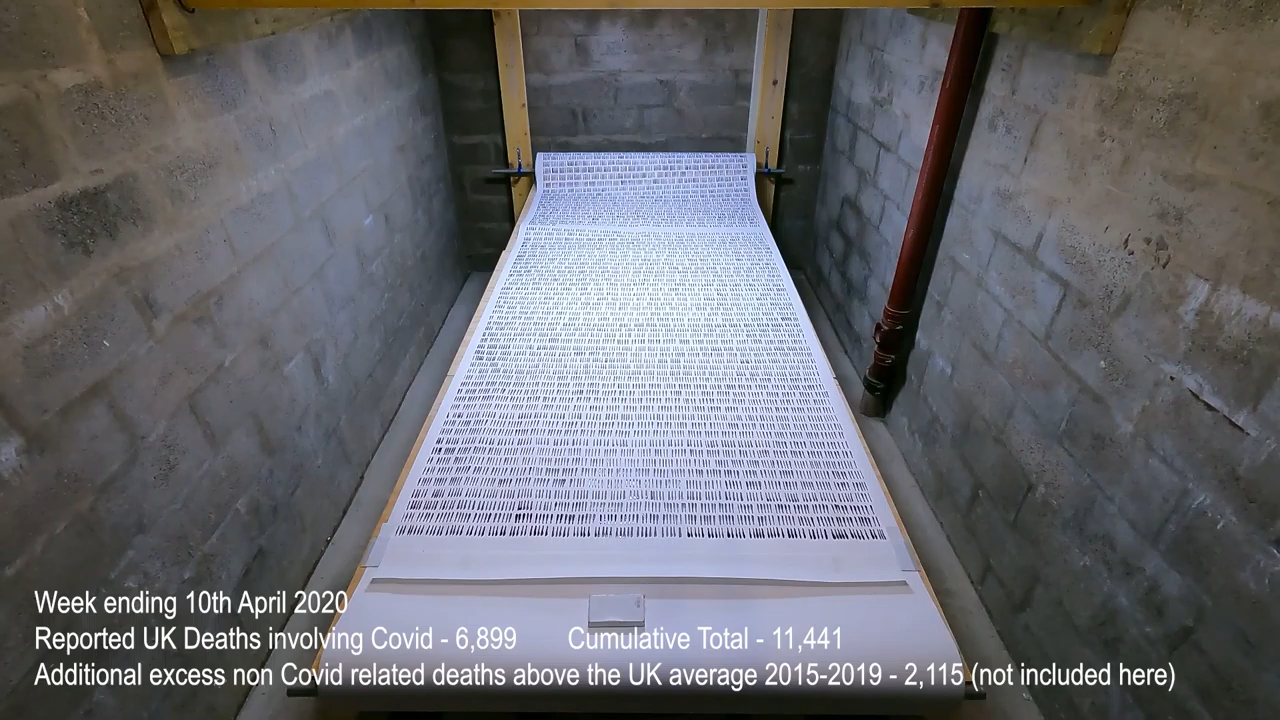 Week ending 10th April 2020
Reported UK Deaths involving Covid - 6,899 Cumulative Total - 11,441
Additional excess non Covid related deaths above the UK average 2015-2019 - 2,115 (not included here)